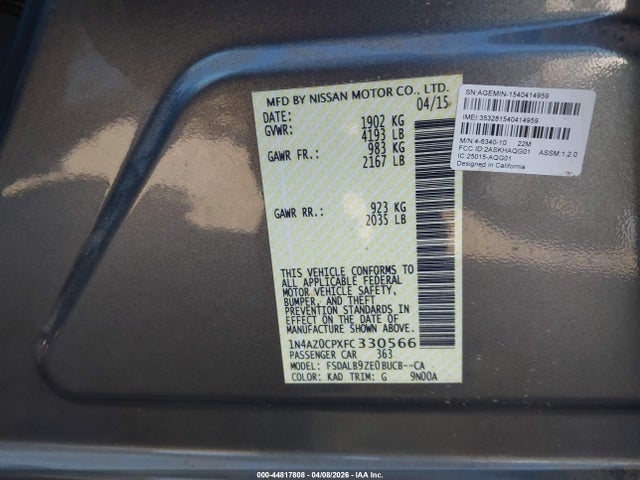 MFD BY NISSAN MOTOR CO., LTD.
DATE: 04/15
GVWR: 1902 KG
4193 LB
GAWR FR.: 983 KG
2167 LB
GAWR RR.: 923 KG
2035 LB
THIS VEHICLE CONFORMS TO
ALL APPLICABLE FEDERAL
MOTOR VEHICLE SAFETY,
BUMPER, AND THEFT
PREVENTION STANDARDS
IN EFFECT ON THE DATE OF
MANUFACTURE SHOWN ABOVE.
1N4AZ0CPXFC330566
PASSENGER CAR 363
MODEL: FSDALB9ZE0BUCB--CA
COLOR: KAD TRIM: G 9N00A
SN:AGEMIN-1540414959
IMEI:353281540414959
M/N:4-6340-10 22M
FCC ID:2ASKHAQG01 ASSM:1.2.0
IC:25015-AQG01
Designed in California
000-44817808 - 04/08/2026 - IAA Inc.